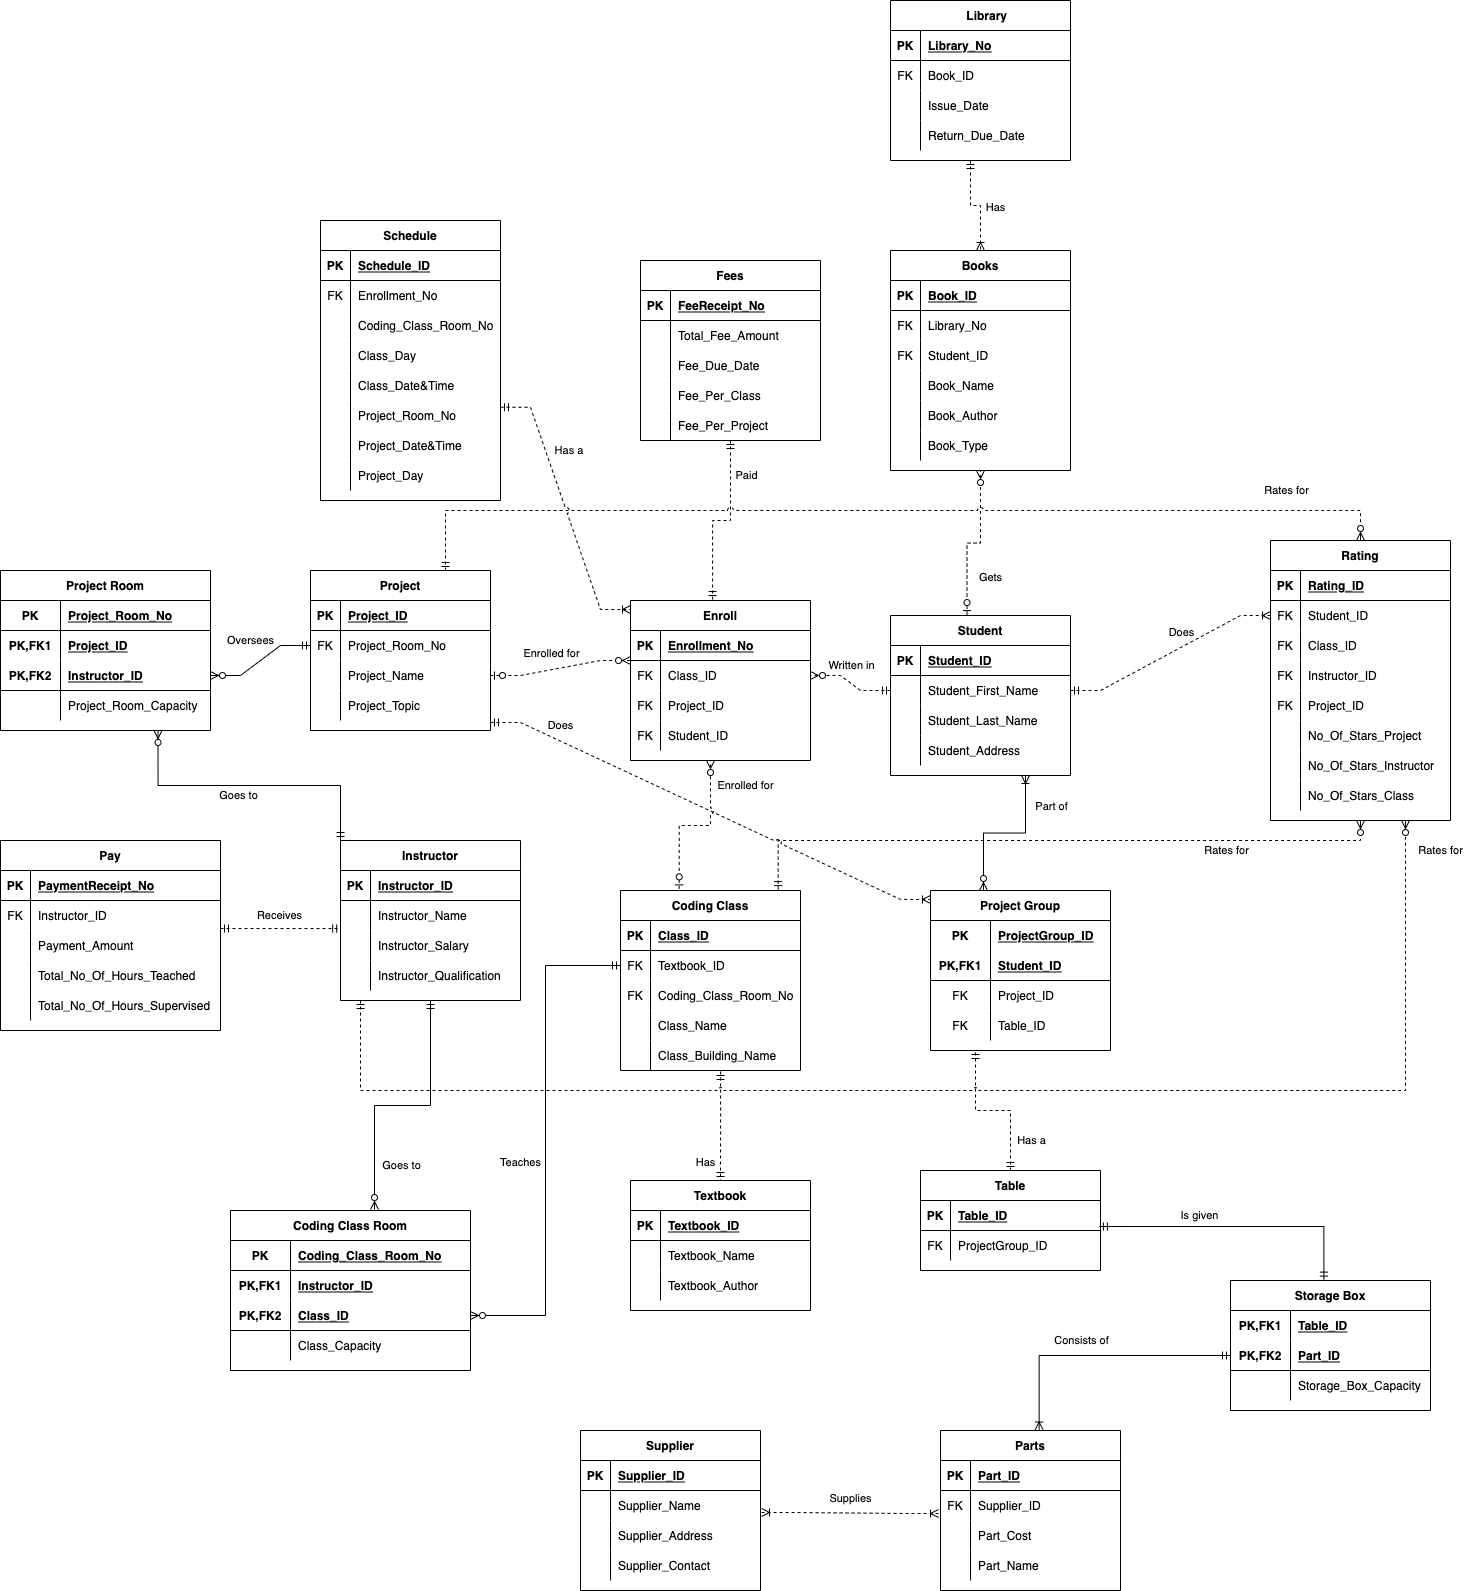 Library
PK Library_No
FK Book_ID
Issue_Date
Return_Due_Date
Has
Schedule
PK Schedule_ID
FK Enrollment_No
Coding_Class_Room_No
Class_Day
Class_Date&Time
Project_Room_No
Project_Date&Time
Project_Day
Has a
Fees
PK FeeReceipt_No
Total_Fee_Amount
Fee_Due_Date
Fee_Per_Class
Fee_Per_Project
Paid
Books
PK Book_ID
FK Library_No
FK Student_ID
Book_Name
Book_Author
Book_Type
Gets
Rates for
Project Room
PK Project_Room_No
PK,FK1 Project_ID
PK,FK2 Instructor_ID
Project_Room_Capacity
Oversees
Project
PK Project_ID
FK Project_Room_No
Project_Name
Project_Topic
Enrolled for
Does
Enroll
PK Enrollment_No
FK Class_ID
FK Project_ID
FK Student_ID
Enrolled for
Written in
Student
PK Student_ID
Student_First_Name
Student_Last_Name
Student_Address
Part of
Does
Rating
PK Rating_ID
FK Student_ID
FK Class_ID
FK Instructor_ID
FK Project_ID
No_Of_Stars_Project
No_Of_Stars_Instructor
No_Of_Stars_Class
Rates for
Rates for
Goes to
Pay
PK PaymentReceipt_No
FK Instructor_ID
Payment_Amount
Total_No_Of_Hours_Teached
Total_No_Of_Hours_Supervised
Receives
Instructor
PK Instructor_ID
Instructor_Name
Instructor_Salary
Instructor_Qualification
Coding Class
PK Class_ID
FK Textbook_ID
FK Coding_Class_Room_No
Class_Name
Class_Building_Name
Project Group
PK ProjectGroup_ID
PK,FK1 Student_ID
FK Project_ID
FK Table_ID
Goes to
Teaches
Has
Has a
Coding Class Room
PK Coding_Class_Room_No
PK,FK1 Instructor_ID
PK,FK2 Class_ID
Class_Capacity
Textbook
PK Textbook_ID
Textbook_Name
Textbook_Author
Table
PK Table_ID
FK ProjectGroup_ID
Is given
Storage Box
PK,FK1 Table_ID
PK,FK2 Part_ID
Storage_Box_Capacity
Consists of
Supplier
PK Supplier_ID
Supplier_Name
Supplier_Address
Supplier_Contact
Supplies
Parts
PK Part_ID
FK Supplier_ID
Part_Cost
Part_Name